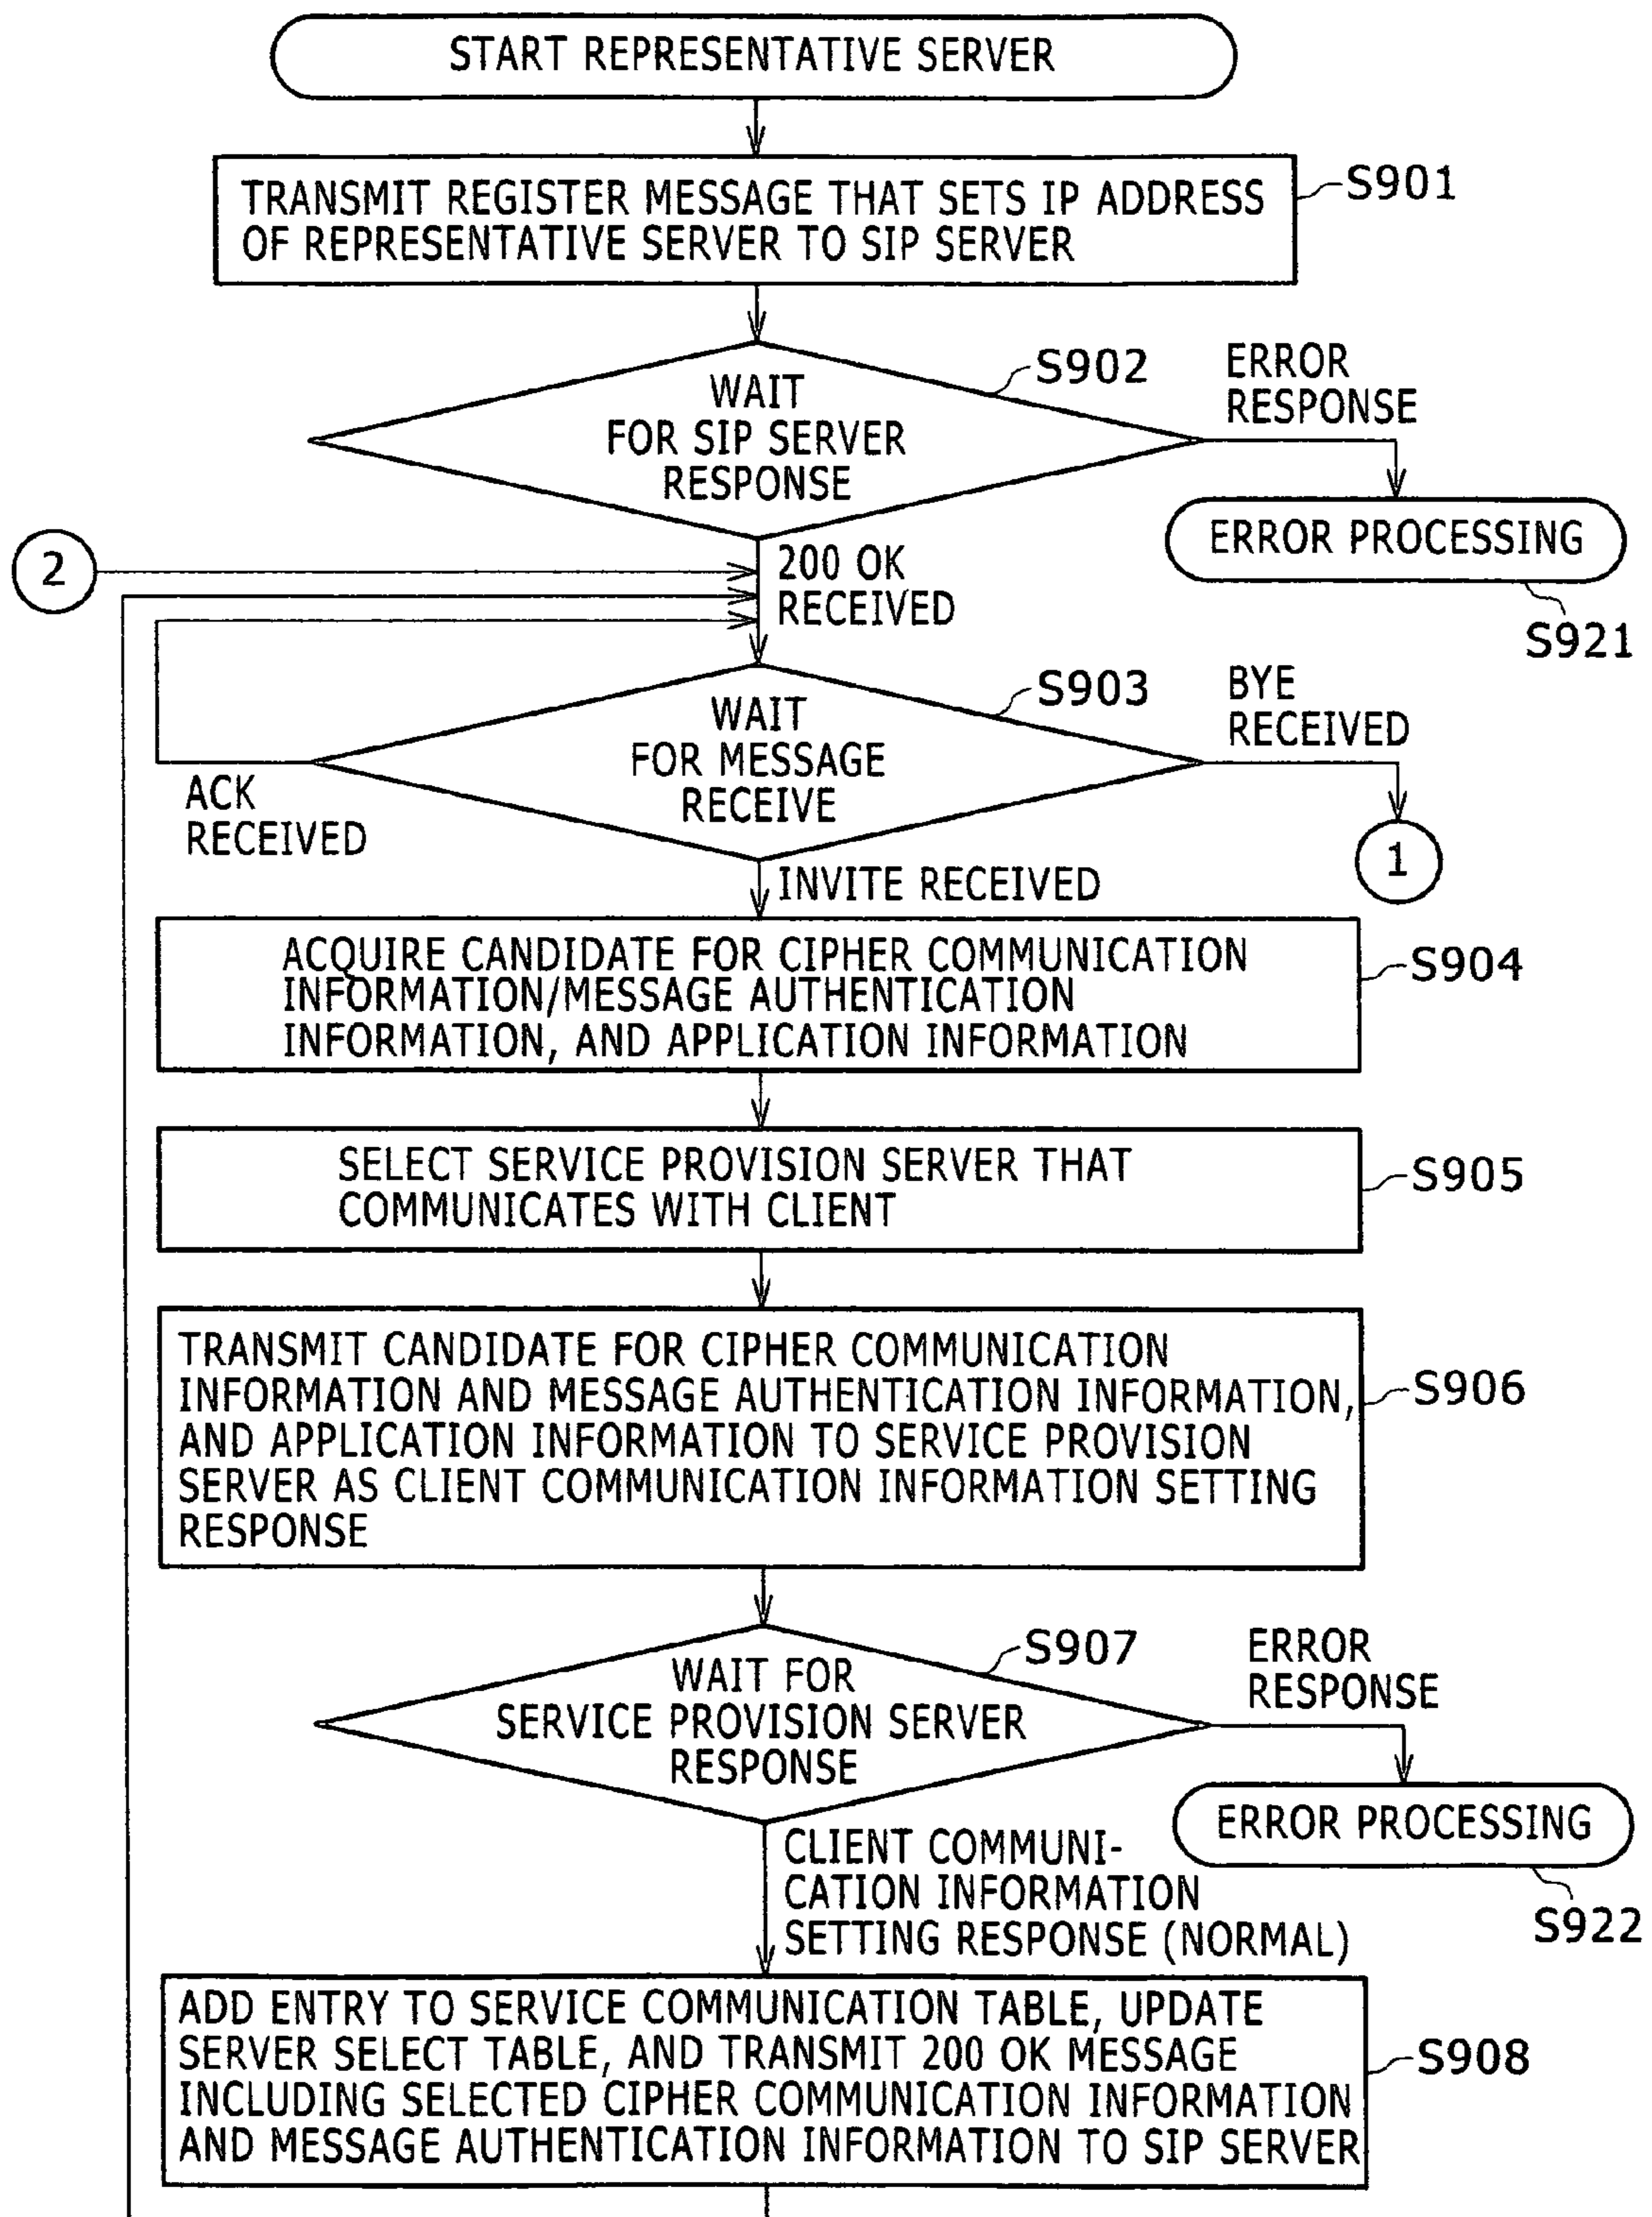 START REPRESENTATIVE SERVER
TRANSMIT REGISTER MESSAGE THAT SETS IP ADDRESS
OF REPRESENTATIVE SERVER TO SIP SERVER
S901
WAIT
FOR SIP SERVER
RESPONSE
S902
ERROR
RESPONSE
ERROR PROCESSING
S921
2
200 OK
RECEIVED
WAIT
FOR MESSAGE
RECEIVE
S903
BYE
RECEIVED
ACK
RECEIVED
1
INVITE RECEIVED
ACQUIRE CANDIDATE FOR CIPHER COMMUNICATION
INFORMATION/MESSAGE AUTHENTICATION
INFORMATION, AND APPLICATION INFORMATION
S904
SELECT SERVICE PROVISION SERVER THAT
COMMUNICATES WITH CLIENT
S905
TRANSMIT CANDIDATE FOR CIPHER COMMUNICATION
INFORMATION AND MESSAGE AUTHENTICATION INFORMATION,
AND APPLICATION INFORMATION TO SERVICE PROVISION
SERVER AS CLIENT COMMUNICATION INFORMATION SETTING
RESPONSE
S906
WAIT FOR
SERVICE PROVISION SERVER
RESPONSE
S907
ERROR
RESPONSE
ERROR PROCESSING
S922
CLIENT COMMUNI-
CATION INFORMATION
SETTING RESPONSE (NORMAL)
ADD ENTRY TO SERVICE COMMUNICATION TABLE, UPDATE
SERVER SELECT TABLE, AND TRANSMIT 200 OK MESSAGE
INCLUDING SELECTED CIPHER COMMUNICATION INFORMATION
AND MESSAGE AUTHENTICATION INFORMATION TO SIP SERVER
S908